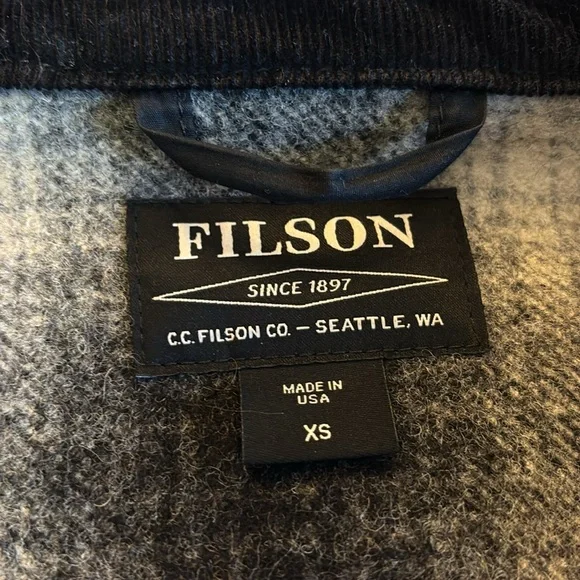 FILSON
SINCE 1897
C.C. FILSON CO. – SEATTLE, WA
MADE IN
USA
XS